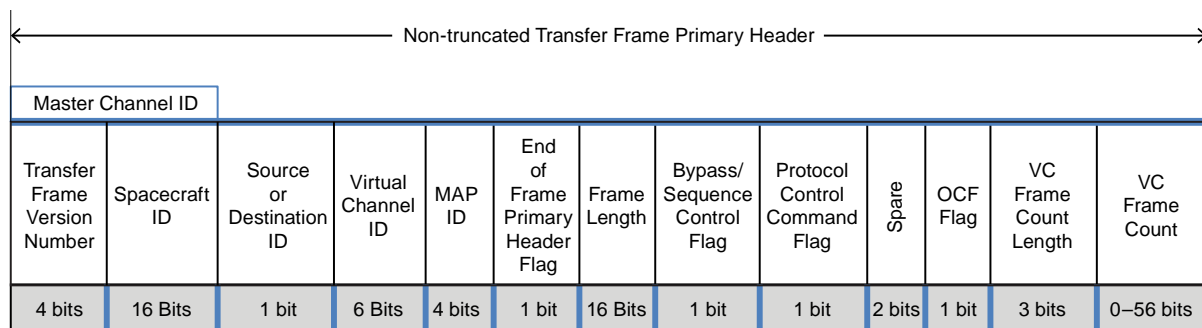 Non-truncated Transfer Frame Primary Header
Master Channel ID
Transfer
Frame
Version
Number
Spacecraft
ID
Source
or
Destination
ID
Virtual
Channel
ID
MAP
ID
End
of
Frame
Primary
Header
Flag
Frame
Length
Bypass/
Sequence
Control
Flag
Protocol
Control
Command
Flag
Spare
OCF
Flag
VC
Frame
Count
Length
VC
Frame
Count
4 bits
16 Bits
1 bit
6 Bits
4 bits
1 bit
16 Bits
1 bit
1 bit
2 bits
1 bit
3 bits
0–56 bits